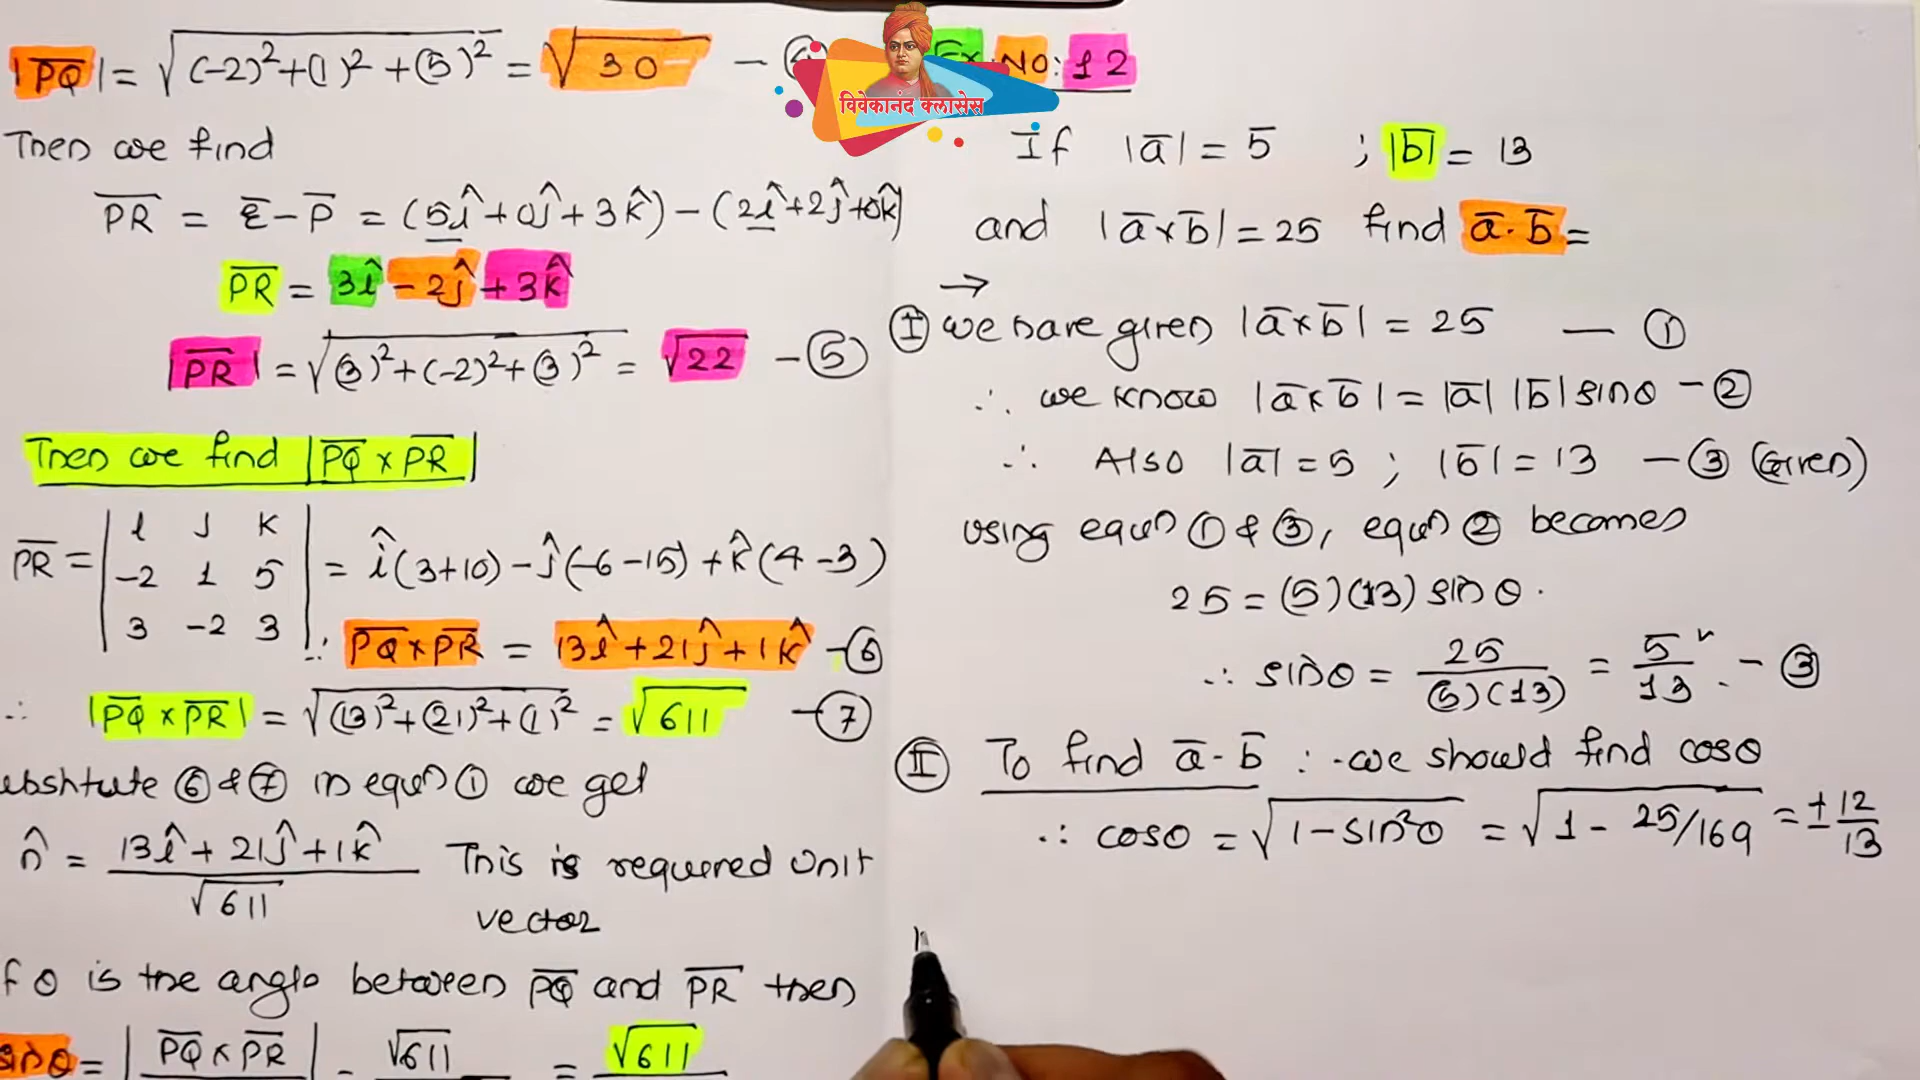 |PQ| = √(-2)²+(1)²+(5)² = √30
Then we find
PR = r̄ - P̄ = (5î+0ĵ+3k̂) - (2î+2ĵ+0k̂)
PR = 3î - 2ĵ + 3k̂
|PR| = √(3)²+(-2)²+(3)² = √22 - ⑤
Then we find |PQ × PR|
PR = | i j k
-2 1 5
3 -2 3 | = î(3+10) - ĵ(-6-15) + k̂(4-3)
∴ PQ × PR = 13î + 21ĵ + 1k̂ - ⑥
∴ |PQ × PR| = √(13)²+(21)²+(1)² = √611 - ⑦
⑥ & ⑦ in equn ① we get
n̂ = 13î + 21ĵ + 1k̂ / √611 This is required unit
vector
f θ is the angle between PQ and PR then
= | PQ × PR | = √611 = √611
विवेकानंद क्लासेस
Ex NO: 12
If |ā| = 5 ; |b̄| = 13
and |ā×b̄| = 25 find ā·b̄ =
→
Ⓘ we have given |ā×b̄| = 25 — ①
∴ we know |ā×b̄| = |ā| |b̄| sinθ - ②
∴ Also |ā| = 5 ; |b̄| = 13 — ③ (Given)
using equn ① & ③, equn ② becomes
25 = (5)(13) sinθ.
∴ sinθ = 25/(5)(13) = 5/13 - ③
Ⅱ To find ā·b̄ : - we should find cosθ
∴ cosθ = √1-sin²θ = √1 - 25/169 = ±12/13